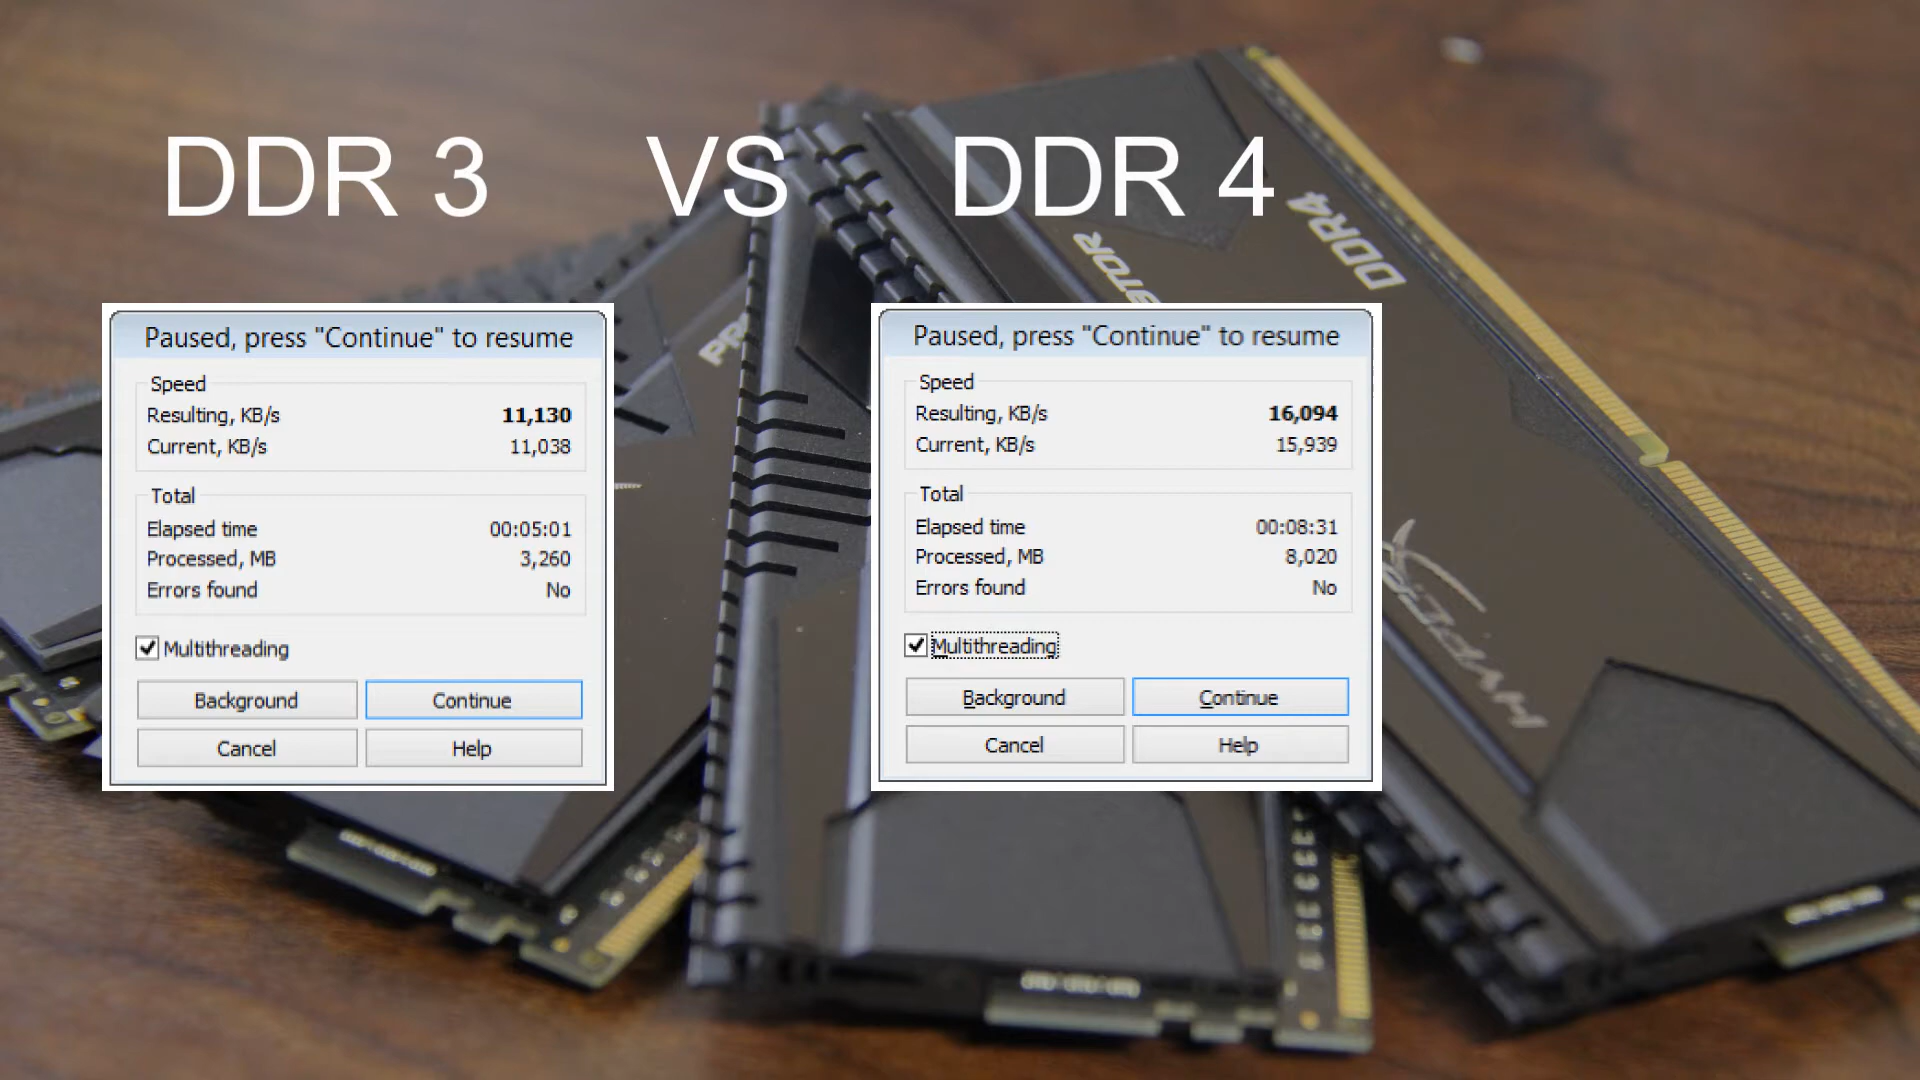 DDR 3 VS DDR 4
Paused, press "Continue" to resume
Speed
Resulting, KB/s 11,130
Current, KB/s 11,038
Total
Elapsed time 00:05:01
Processed, MB 3,260
Errors found No
Multithreading
Background Continue
Cancel Help
Paused, press "Continue" to resume
Speed
Resulting, KB/s 16,094
Current, KB/s 15,939
Total
Elapsed time 00:08:31
Processed, MB 8,020
Errors found No
Multithreading
Background Continue
Cancel Help
DDR4